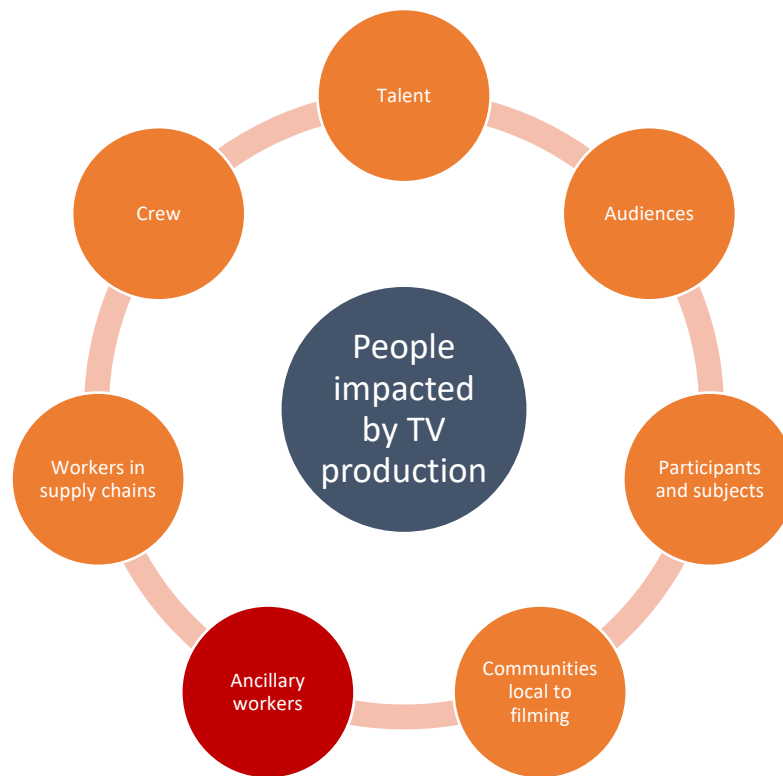 Talent
Audiences
Participants
and subjects
Communities
local to
filming
Ancillary
workers
Workers in
supply chains
Crew
People
impacted
by TV
production